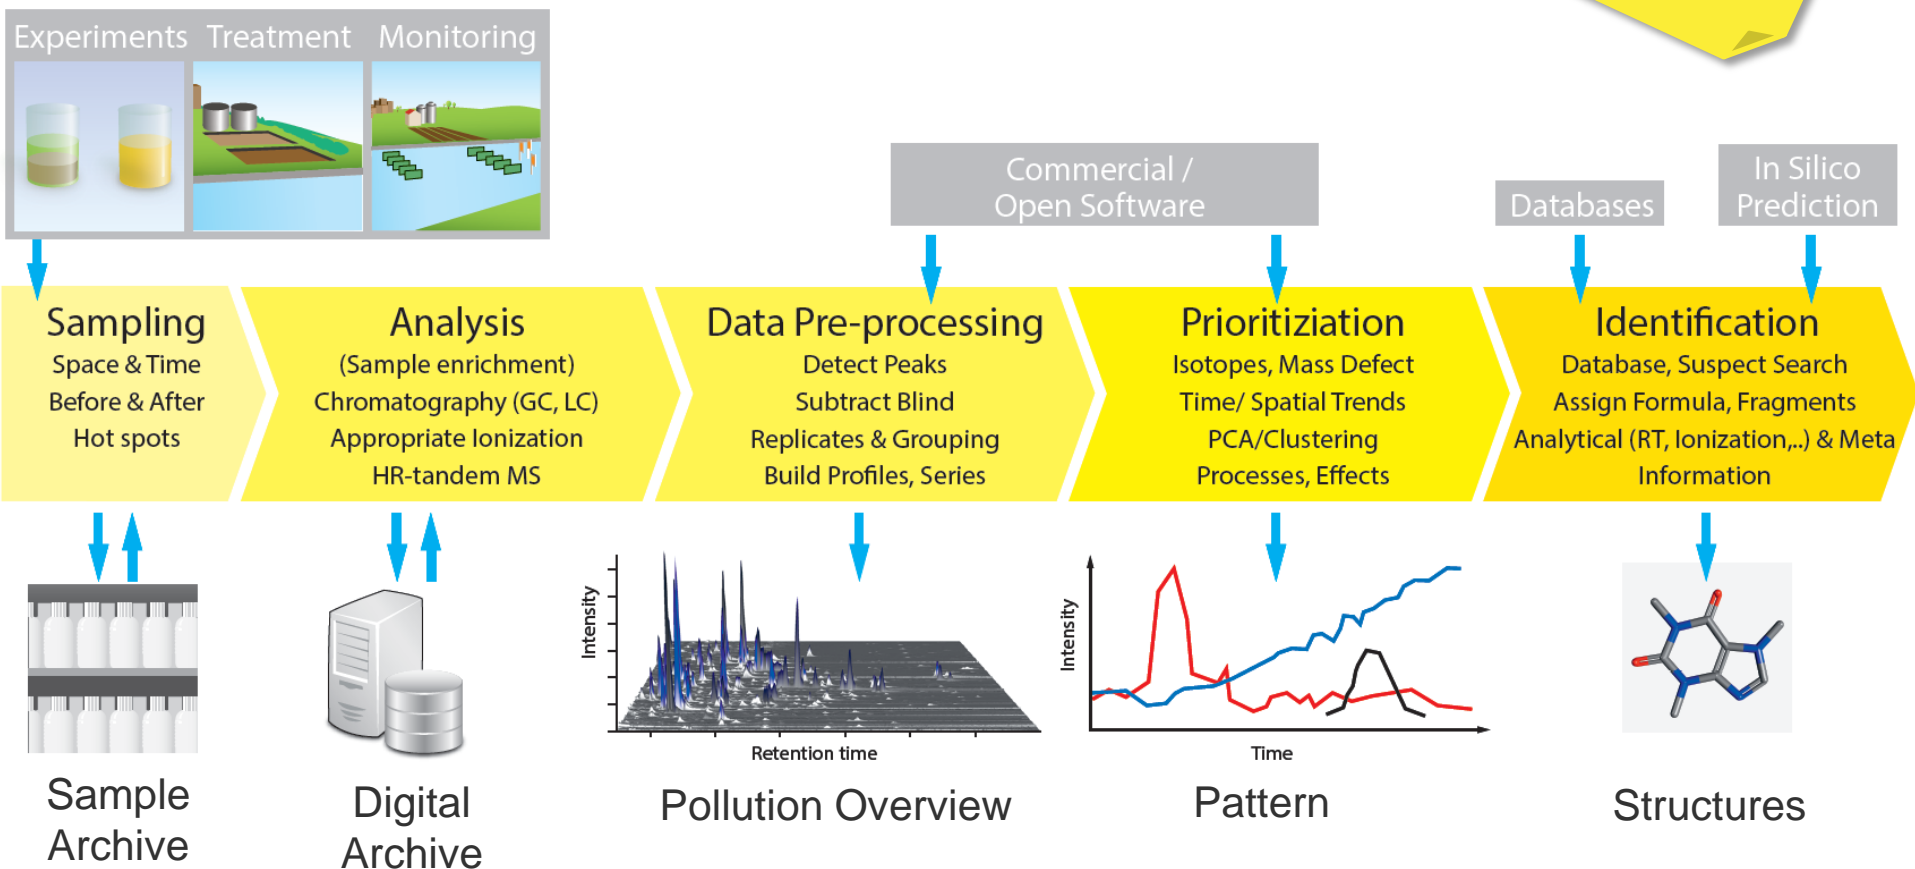 Experiments Treatment Monitoring
Commercial /
Open Software
Databases
In Silico
Prediction
Sampling
Space & Time
Before & After
Hot spots
Analysis
(Sample enrichment)
Chromatography (GC, LC)
Appropriate Ionization
HR-tandem MS
Data Pre-processing
Detect Peaks
Subtract Blind
Replicates & Grouping
Build Profiles, Series
Prioritiziation
Isotopes, Mass Defect
Time/ Spatial Trends
PCA/Clustering
Processes, Effects
Identification
Database, Suspect Search
Assign Formula, Fragments
Analytical (RT, Ionization,..) & Meta
Information
Sample
Archive
Digital
Archive
Intensity
Retention time
Pollution Overview
Intensity
Time
Pattern
Structures